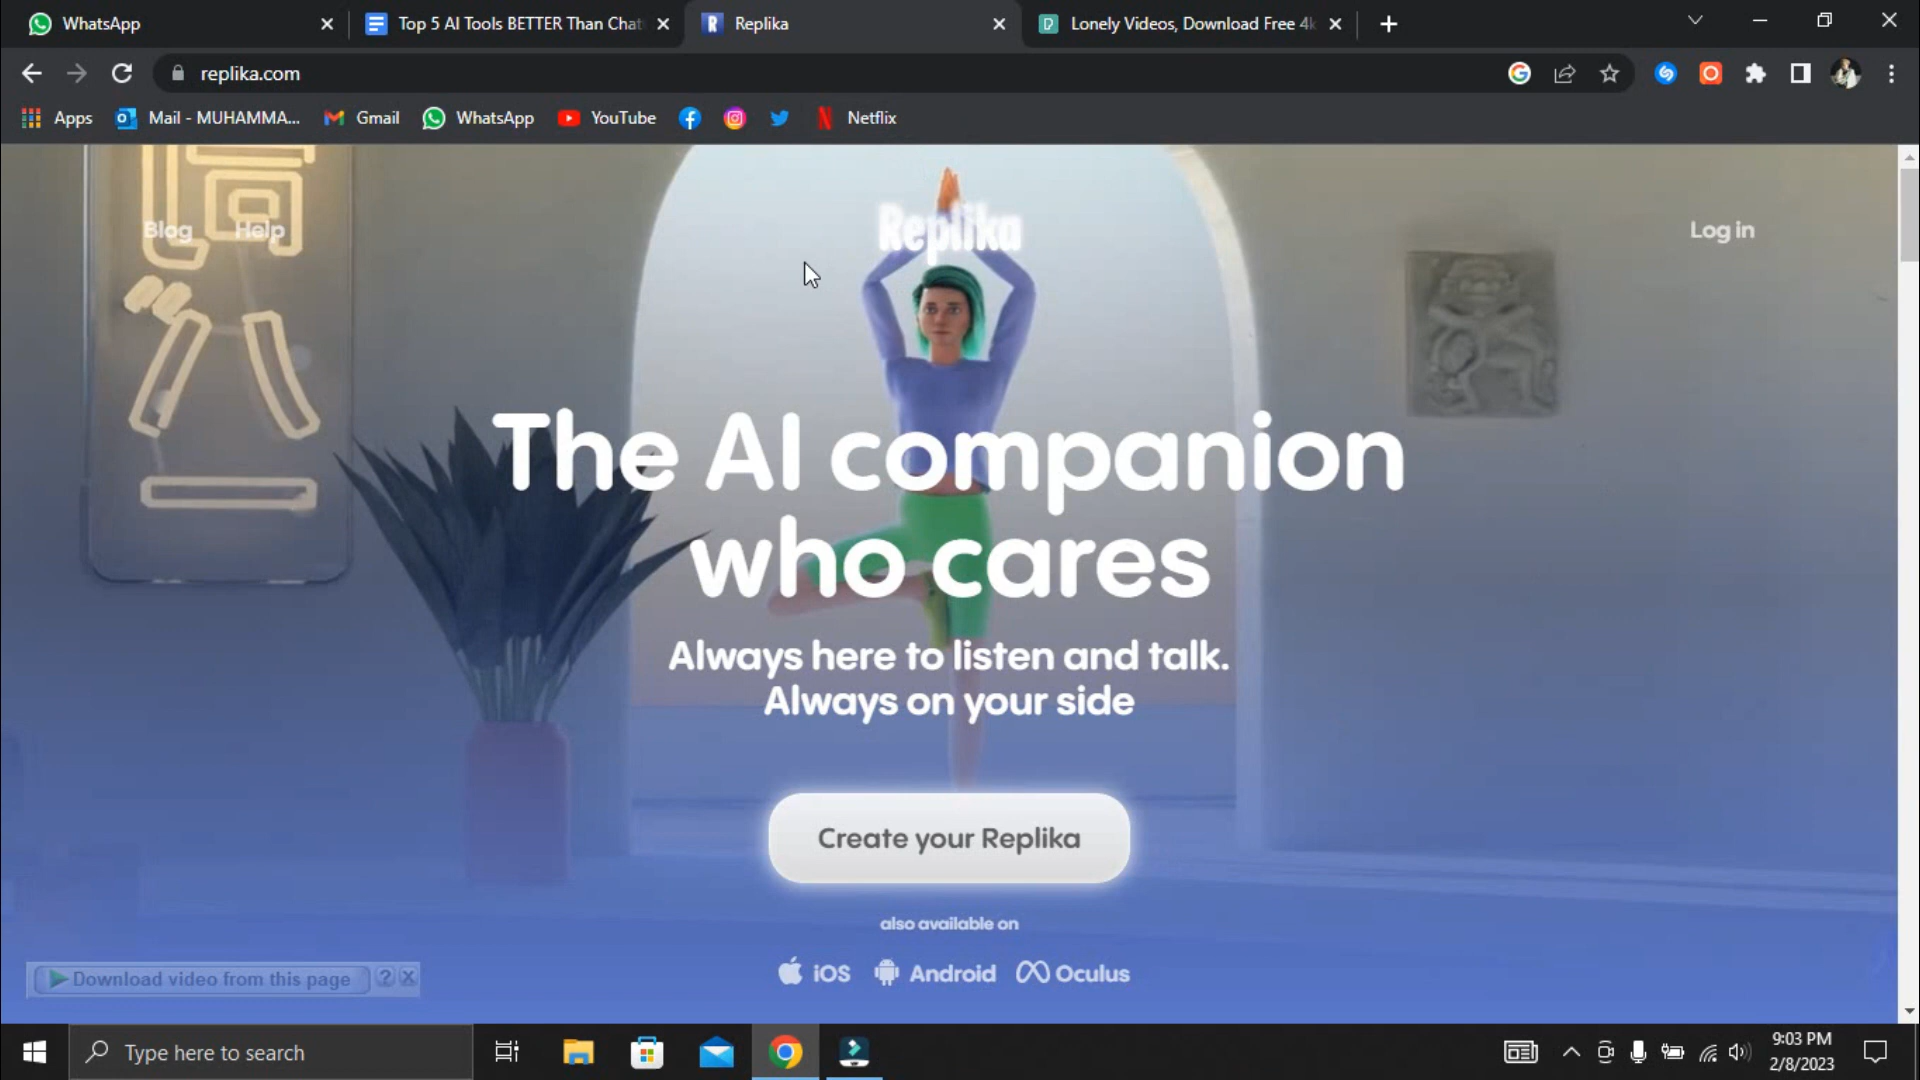 WhatsApp
Top 5 AI Tools BETTER Than Chat
Replika
Lonely Videos, Download Free 4k
replika.com
Apps
Mail - MUHAMMA...
Gmail
WhatsApp
YouTube
Netflix
Blog
Help
Replika
Log in
The AI companion
who cares
Always here to listen and talk.
Always on your side
Create your Replika
also available on
iOS
Android
Oculus
Download video from this page
?
X
Type here to search
9:03 PM
2/8/2023